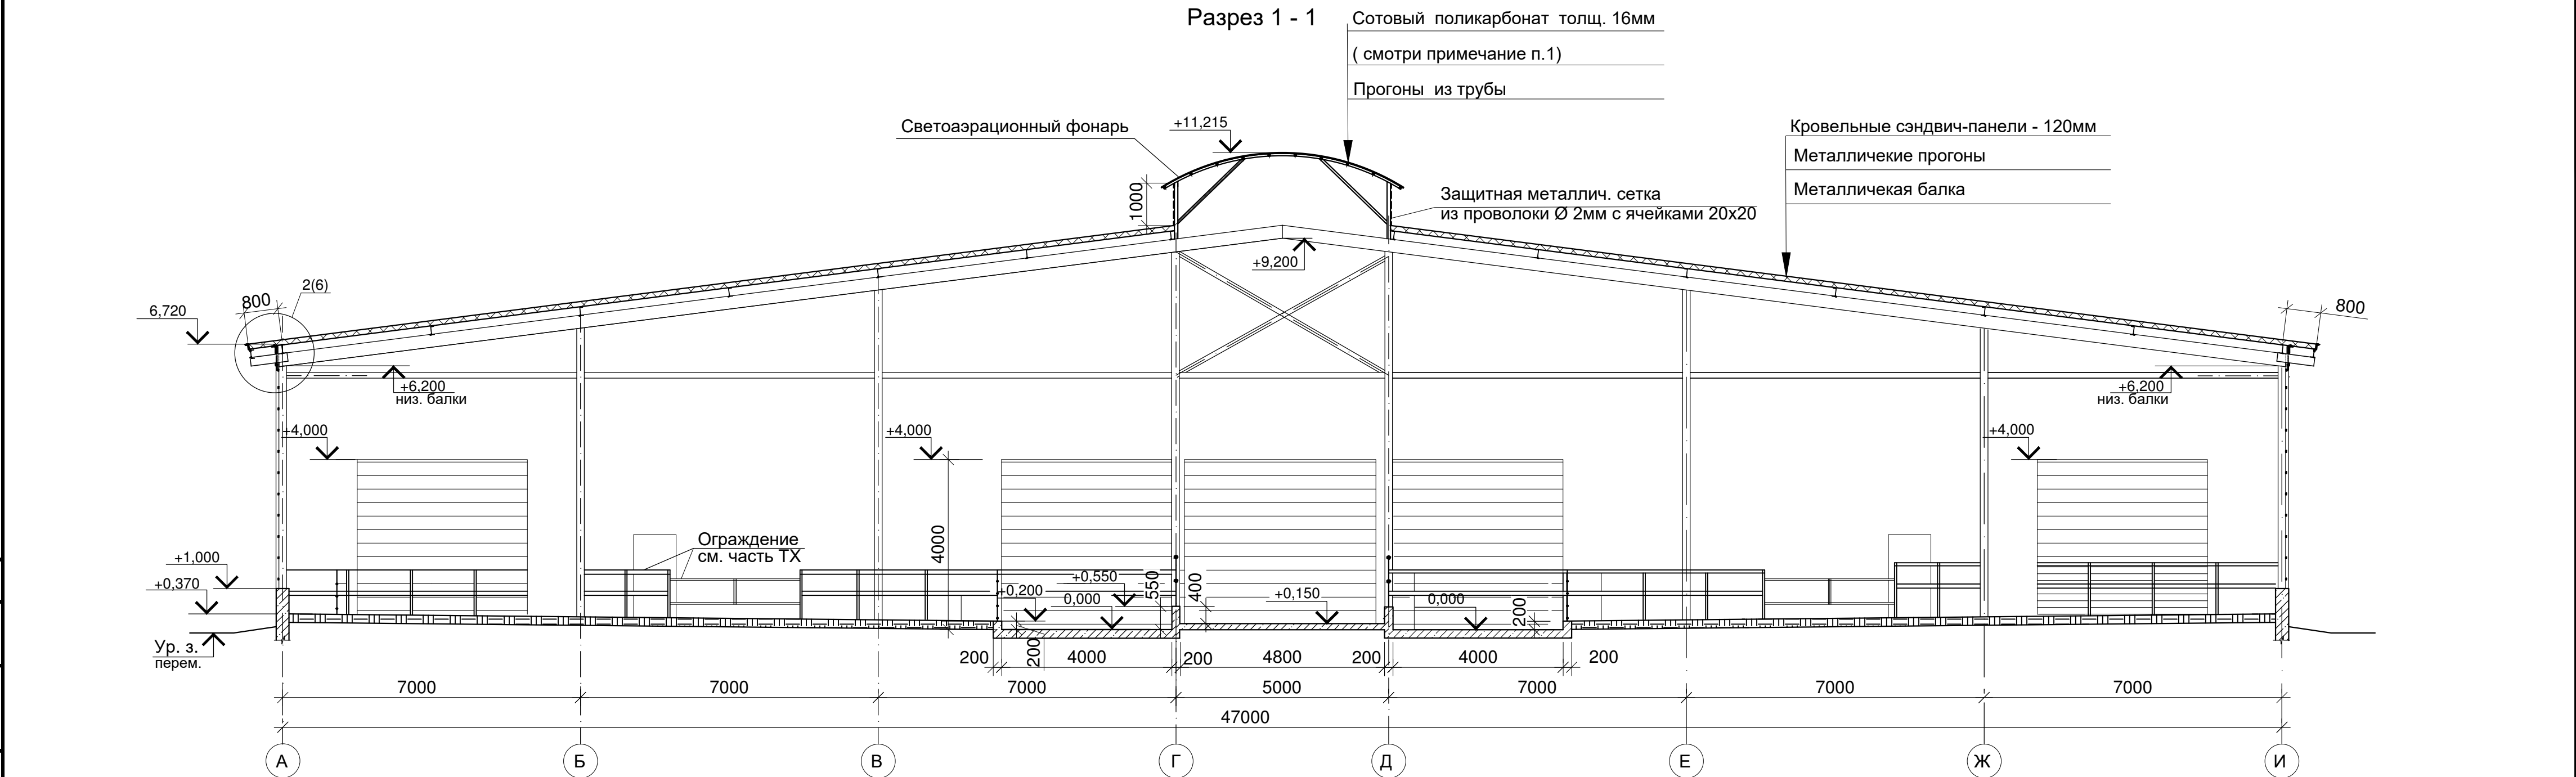 Разрез 1 - 1
Сотовый поликарбонат толщ. 16мм
( смотри примечание п.1)
Прогоны из трубы
Светоаэрационный фонарь
+11,215
Кровельные сэндвич-панели - 120мм
Металличекие прогоны
Металличекая балка
1000
Защитная металлич. сетка
из проволоки Ø 2мм с ячейками 20х20
+9,200
2(6)
800
6,720
800
+6,200
низ. балки
+6,200
низ. балки
+4,000
+4,000
+4,000
4000
Ограждение
см. часть ТХ
+1,000
+0,370
+0,200
0,000
+0,550
550
400
+0,150
0,000
200
Ур. з.
перем.
200
200
4000
200
4800
200
4000
200
7000
7000
7000
5000
7000
7000
7000
47000
А
Б
В
Г
Д
Е
Ж
И